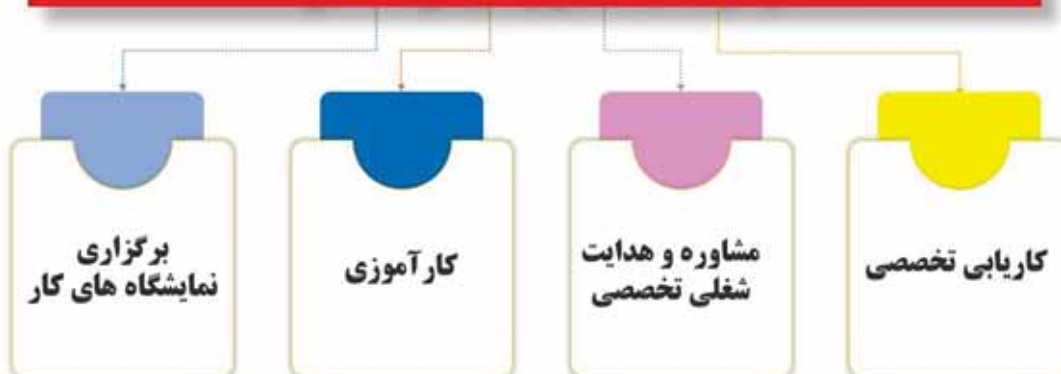 کاریابی تخصصی
مشاوره و هدایت
شغلی تخصصی
کارآموزی
برگزاری
نمایشگاه های کار